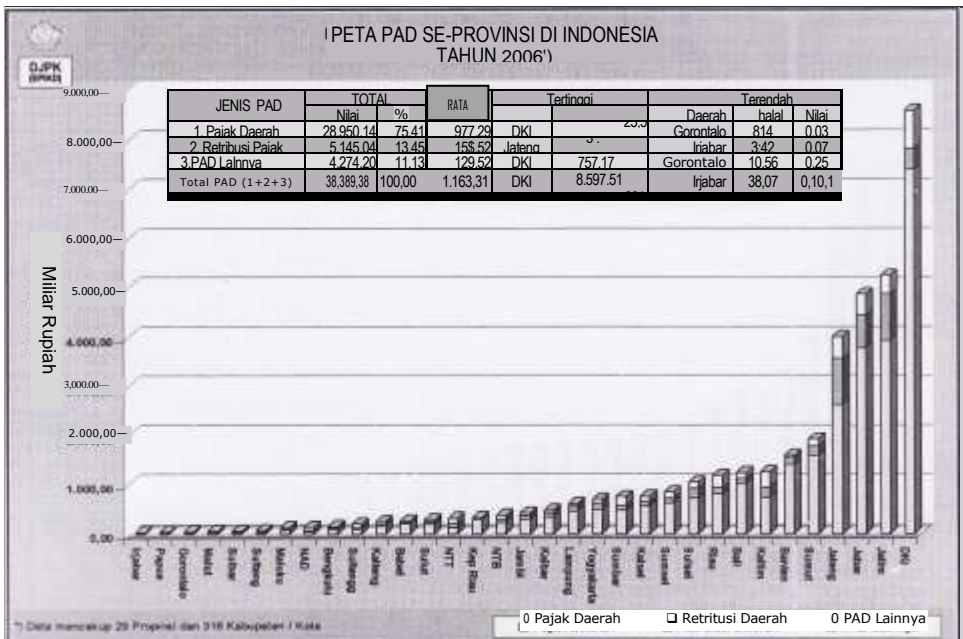 PETA PAD SE-PROVINSI DI INDONESIA
TAHUN 2006')
DJPK
9.000,00
8.000,00
7.000.00
6.000,00
5.000,00
4.000,00
3,000.00
2.000,00
1.000,00
0,00
Miliar Rupiah
JENIS PAD TOTAL RATA Tertinggi Terendah
Nilai % Daerah halal Nilai
1. Paiak Daerah 28.950.14 75.41 977.29 DKI Gorontalo 814 0.03
2. Retribusi Paiak 5.145.04 13.45 15$.52 Jateng Iriabar 3:42 0.07
3.PAD Lalnnya 4.274.20 11.13 129.52 DKI 757.17 Gorontalo 10.56 0.25
Total PAD (1+2+3) 38,389,38 100,00 1.163,31 DKI 8.597.51 Irjabar 38,07 0,10,1
Irjabar
Papua
Gorontalo
Malut
Sulbar
Sulteng
Maluku
NAD
Bengkulu
Sultengg
Kalteng
Babel
Sulut
NTT
Kep Riau
NTB
Jambi
Kalbar
Lampung
Yogyakarta
Sumbar
Kalsel
Sumsel
Sulsel
Riau
Bali
Kaltim
Banten
Sumut
Jateng
Jabar
Jatim
DKI
*) Data mencakup 29 Propinsi dan 318 Kabupaten / Kota
0 Pajak Daerah Retritusi Daerah 0 PAD Lainnya